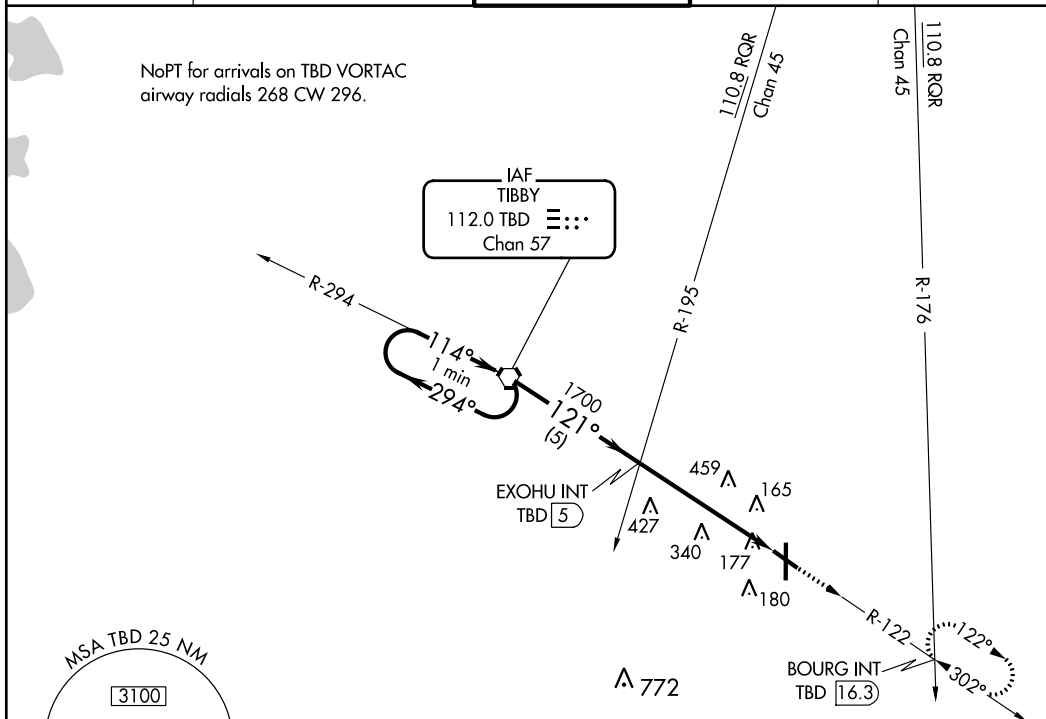 NoPT for arrivals on TBD VORTAC
airway radials 268 CW 296.
110.8 RQR
Chan 45
110.8 RQR
Chan 45
IAF
TIBBY
112.0 TBD
Chan 57
R-294
R-195
R-176
114°
1 min
294°
1700
121°
(5)
EXOHU INT
TBD 5
459
165
427
340
177
180
R-122
122°
302°
BOURG INT
TBD 16.3
772
MSA TBD 25 NM
3100